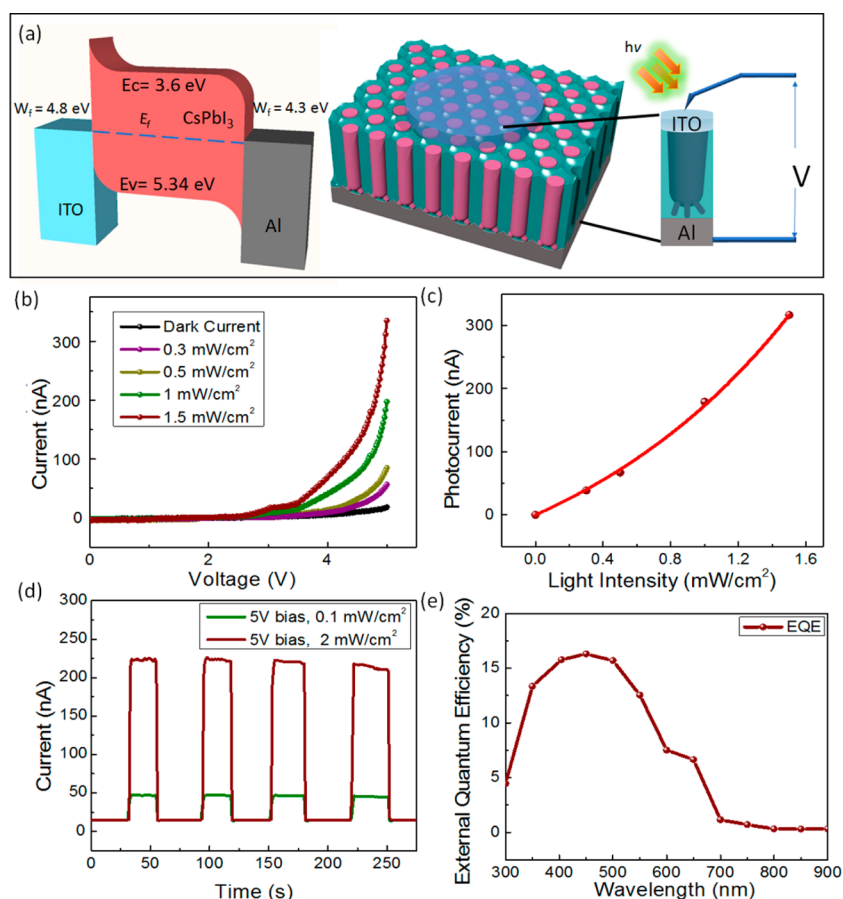 (a)
Ec= 3.6 eV
W_f = 4.8 eV
W_f = 4.3 eV
E_f
CsPbI₃
Ev= 5.34 eV
ITO
Al
hν
ITO
Al
V
(b)
Dark Current
0.3 mW/cm²
0.5 mW/cm²
1 mW/cm²
1.5 mW/cm²
300
200
100
0
Current (nA)
0 2 4
Voltage (V)
(c)
300
200
100
0
Photocurrent (nA)
0.0 0.4 0.8 1.2 1.6
Light Intensity (mW/cm²)
(d)
5V bias, 0.1 mW/cm²
5V bias, 2 mW/cm²
300
250
200
150
100
50
0
Current (nA)
0 50 100 150 200 250
Time (s)
(e)
EQE
20
15
10
5
0
External Quantum Efficiency (%)
300 400 500 600 700 800 900
Wavelength (nm)